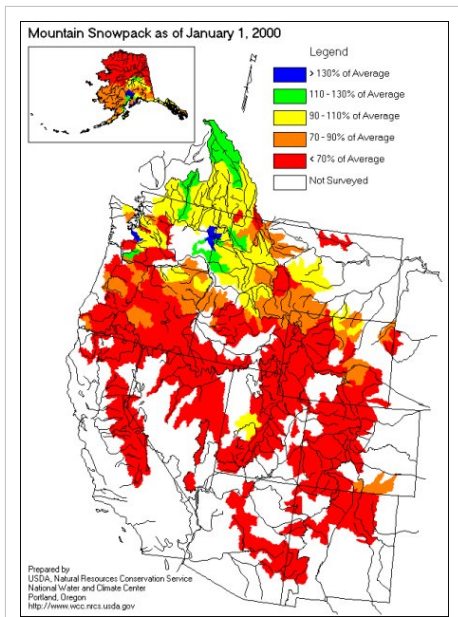 Mountain Snowpack as of January 1, 2000
Legend
> 130% of Average
110 - 130% of Average
90 - 110% of Average
70 - 90% of Average
< 70% of Average
Not Surveyed
Prepared by
USDA, Natural Resources Conservation Service
National Water and Climate Center
Portland, Oregon
http://www.wcc.nrcs.usda.gov